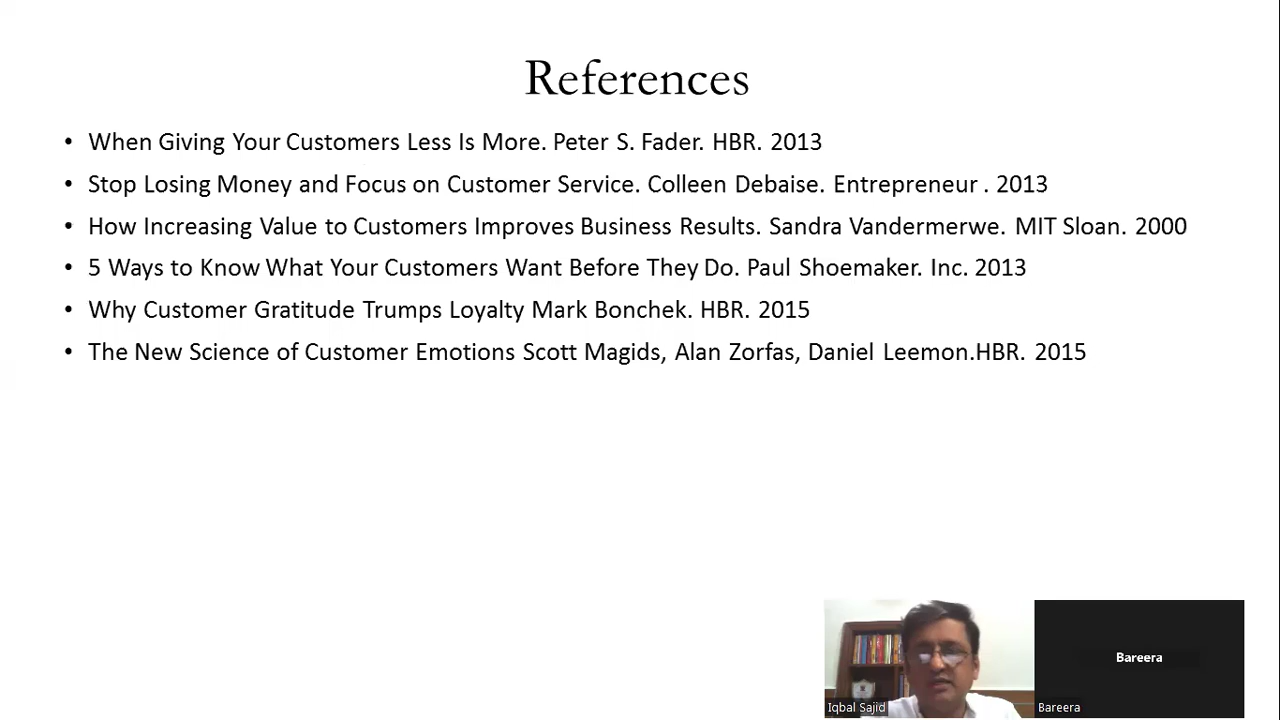 References
• When Giving Your Customers Less Is More. Peter S. Fader. HBR. 2013
• Stop Losing Money and Focus on Customer Service. Colleen Debaise. Entrepreneur . 2013
• How Increasing Value to Customers Improves Business Results. Sandra Vandermerwe. MIT Sloan. 2000
• 5 Ways to Know What Your Customers Want Before They Do. Paul Shoemaker. Inc. 2013
• Why Customer Gratitude Trumps Loyalty Mark Bonchek. HBR. 2015
• The New Science of Customer Emotions Scott Magids, Alan Zorfas, Daniel Leemon.HBR. 2015
Bareera
Iqbal Sajid
Bareera